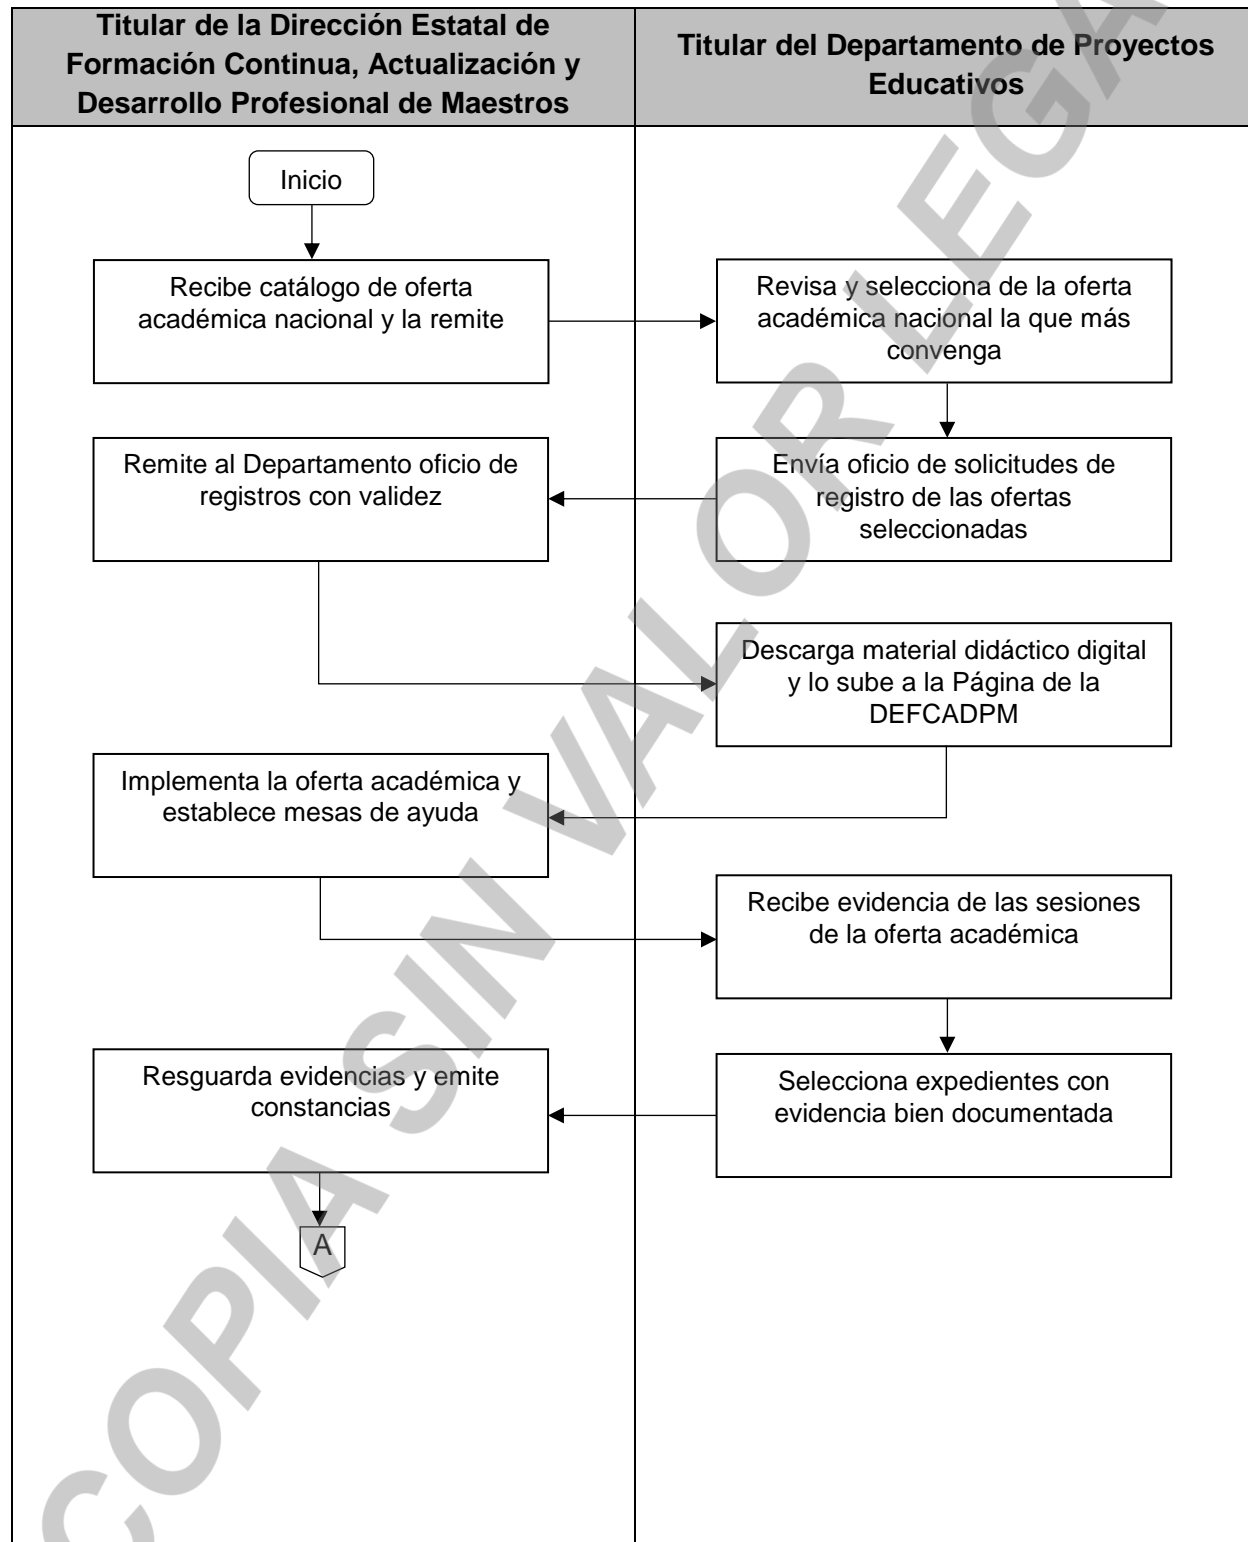 Titular de la Dirección Estatal de
Formación Continua, Actualización y
Desarrollo Profesional de Maestros
Titular del Departamento de Proyectos
Educativos
Inicio
Recibe catálogo de oferta
académica nacional y la remite
Revisa y selecciona de la oferta
académica nacional la que más
convenga
Envía oficio de solicitudes de
registro de las ofertas
seleccionadas
Remite al Departamento oficio de
registros con validez
Descarga material didáctico digital
y lo sube a la Página de la
DEFCADPM
Implementa la oferta académica y
establece mesas de ayuda
Recibe evidencia de las sesiones
de la oferta académica
Selecciona expedientes con
evidencia bien documentada
Resguarda evidencias y emite
constancias
A
COPIA SIN VALOR LEGA